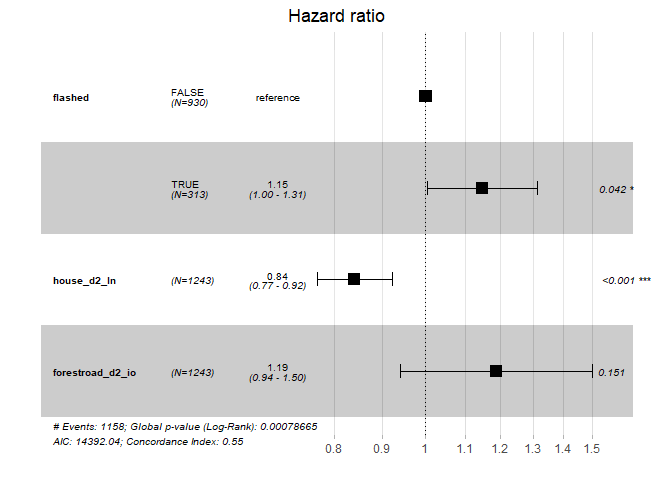 Hazard ratio
flashed
FALSE
(N=930)
reference
TRUE
(N=313)
1.15
(1.00 - 1.31)
0.042 *
house_d2_ln
(N=1243)
0.84
(0.77 - 0.92)
<0.001 ***
forestroad_d2_io
(N=1243)
1.19
(0.94 - 1.50)
0.151
# Events: 1158; Global p-value (Log-Rank): 0.00078665
AIC: 14392.04; Concordance Index: 0.55
0.8 0.9 1 1.1 1.2 1.3 1.4 1.5